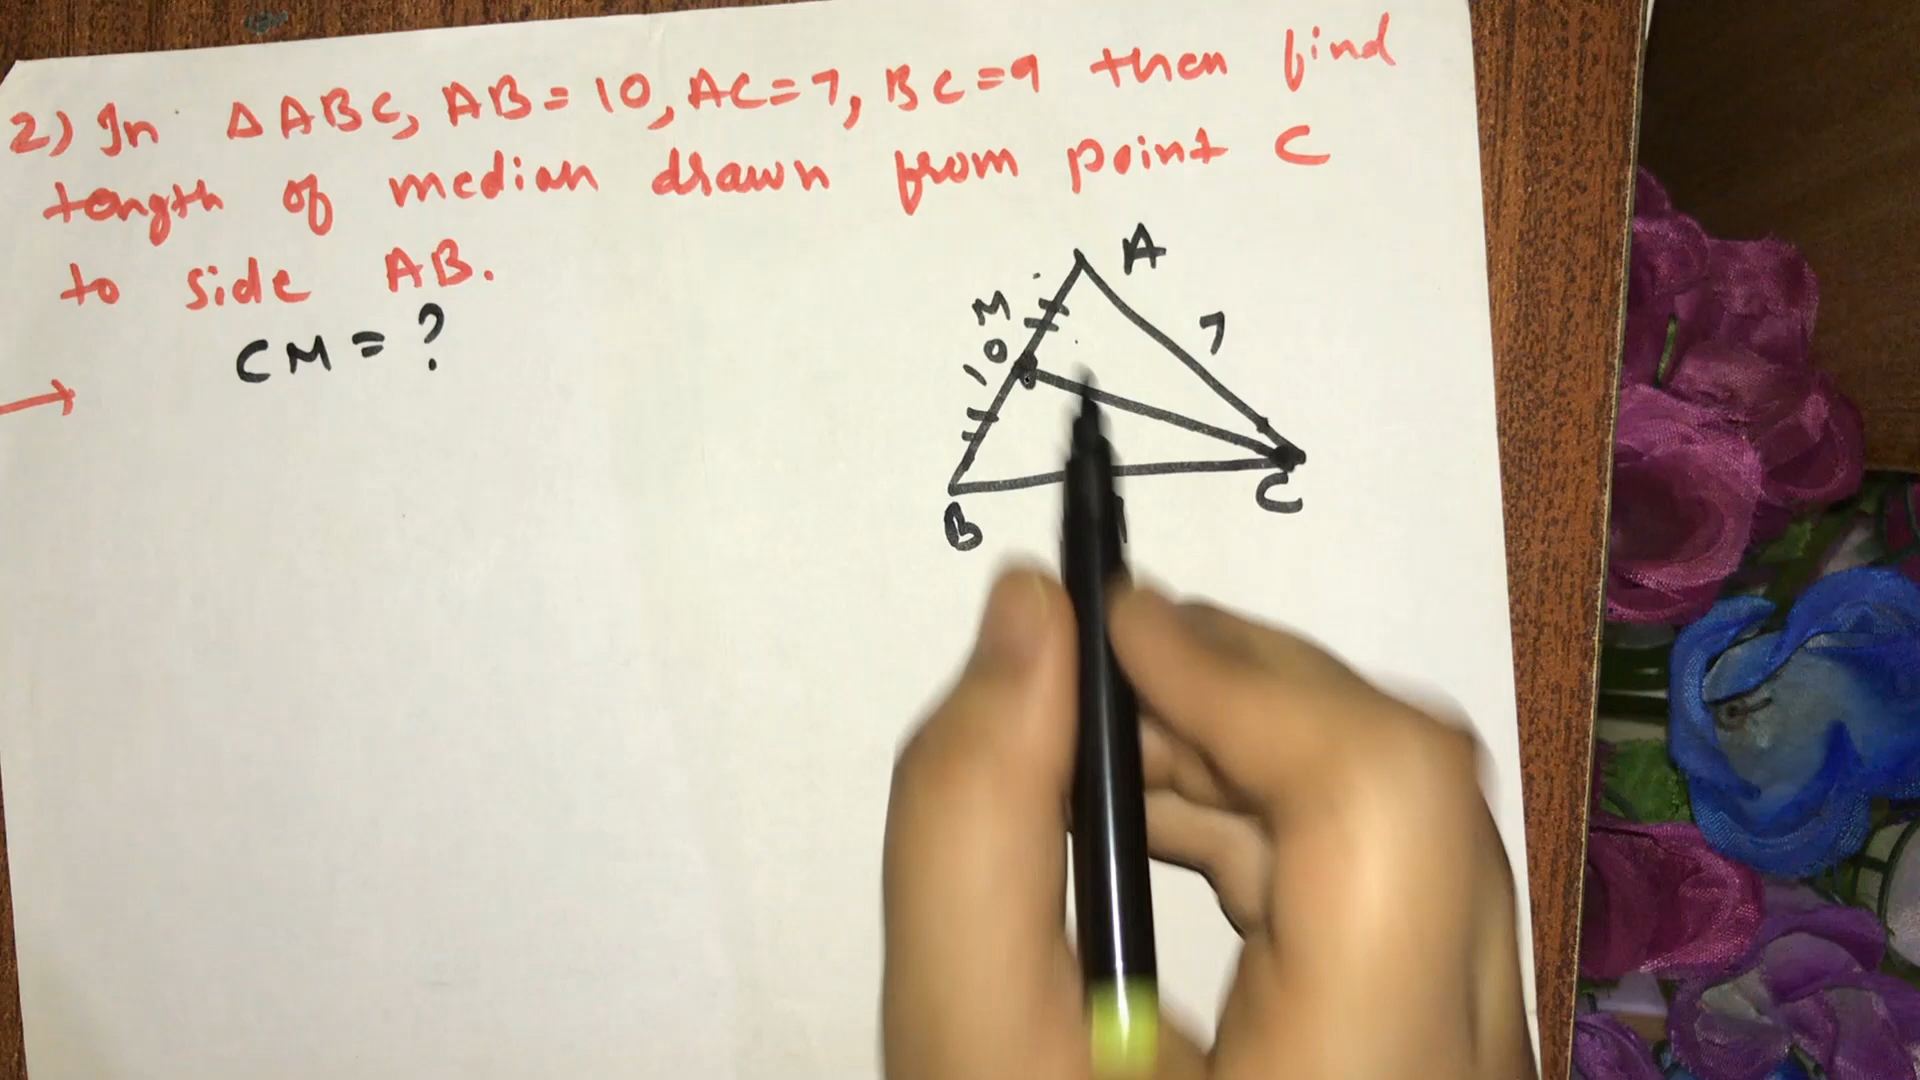 2) In ΔABC, AB=10, AC=7, BC=9 then find
length of median drawn from point C
to side AB.
CM = ?
A
M
10
7
B
C